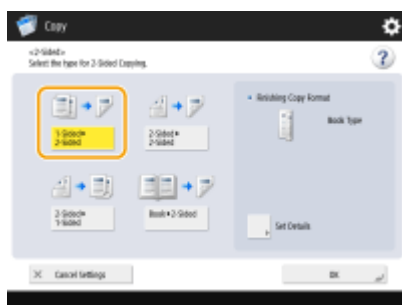 Copy
<2-Sided>
Select the type for 2-Sided Copying.
?
1-Sided▸
2-Sided
2-Sided▸
2-Sided
2-Sided▸
1-Sided
Book▸2-Sided
• Finishing Copy Format
Book Type
Set Details
× Cancel Settings
OK